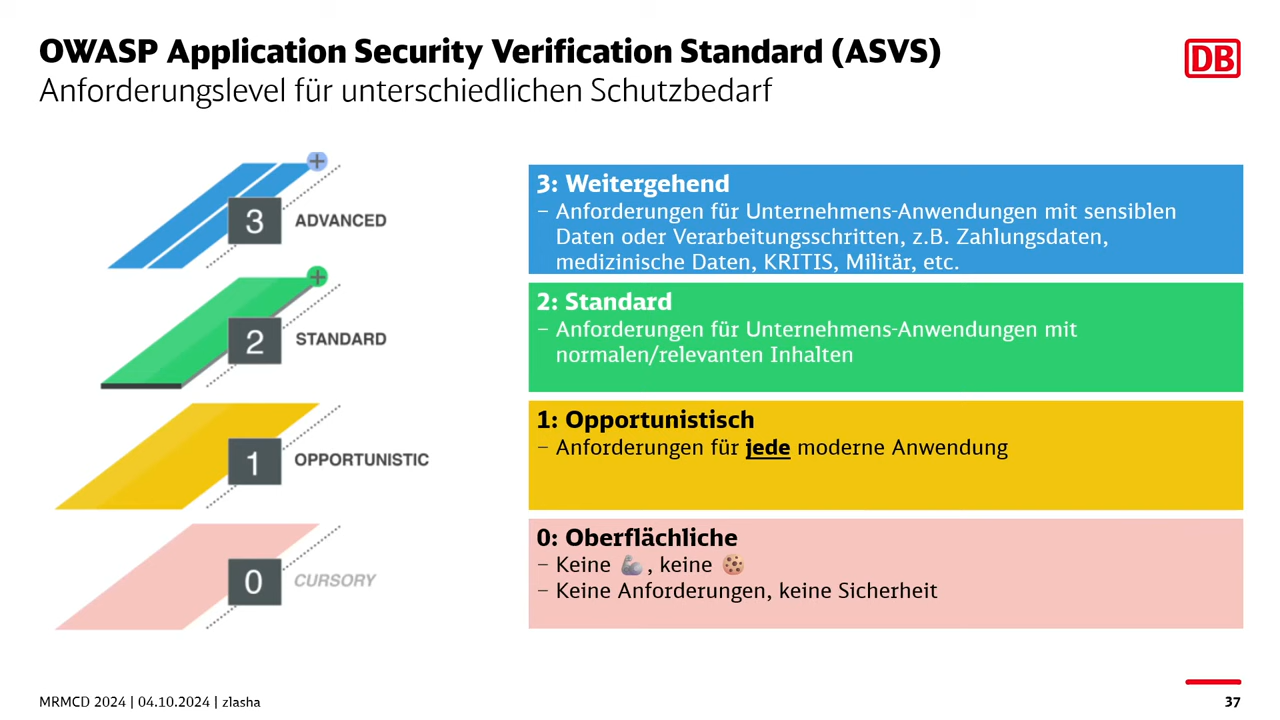 OWASP Application Security Verification Standard (ASVS)
Anforderungslevel für unterschiedlichen Schutzbedarf
DB
3 ADVANCED
2 STANDARD
1 OPPORTUNISTIC
0 CURSORY
3: Weitergehend
– Anforderungen für Unternehmens-Anwendungen mit sensiblen
Daten oder Verarbeitungsschritten, z.B. Zahlungsdaten,
medizinische Daten, KRITIS, Militär, etc.
2: Standard
– Anforderungen für Unternehmens-Anwendungen mit
normalen/relevanten Inhalten
1: Opportunistisch
– Anforderungen für jede moderne Anwendung
0: Oberflächliche
– Keine 🦾, keine 🍪
– Keine Anforderungen, keine Sicherheit
MRMCD 2024 | 04.10.2024 | zlasha
37